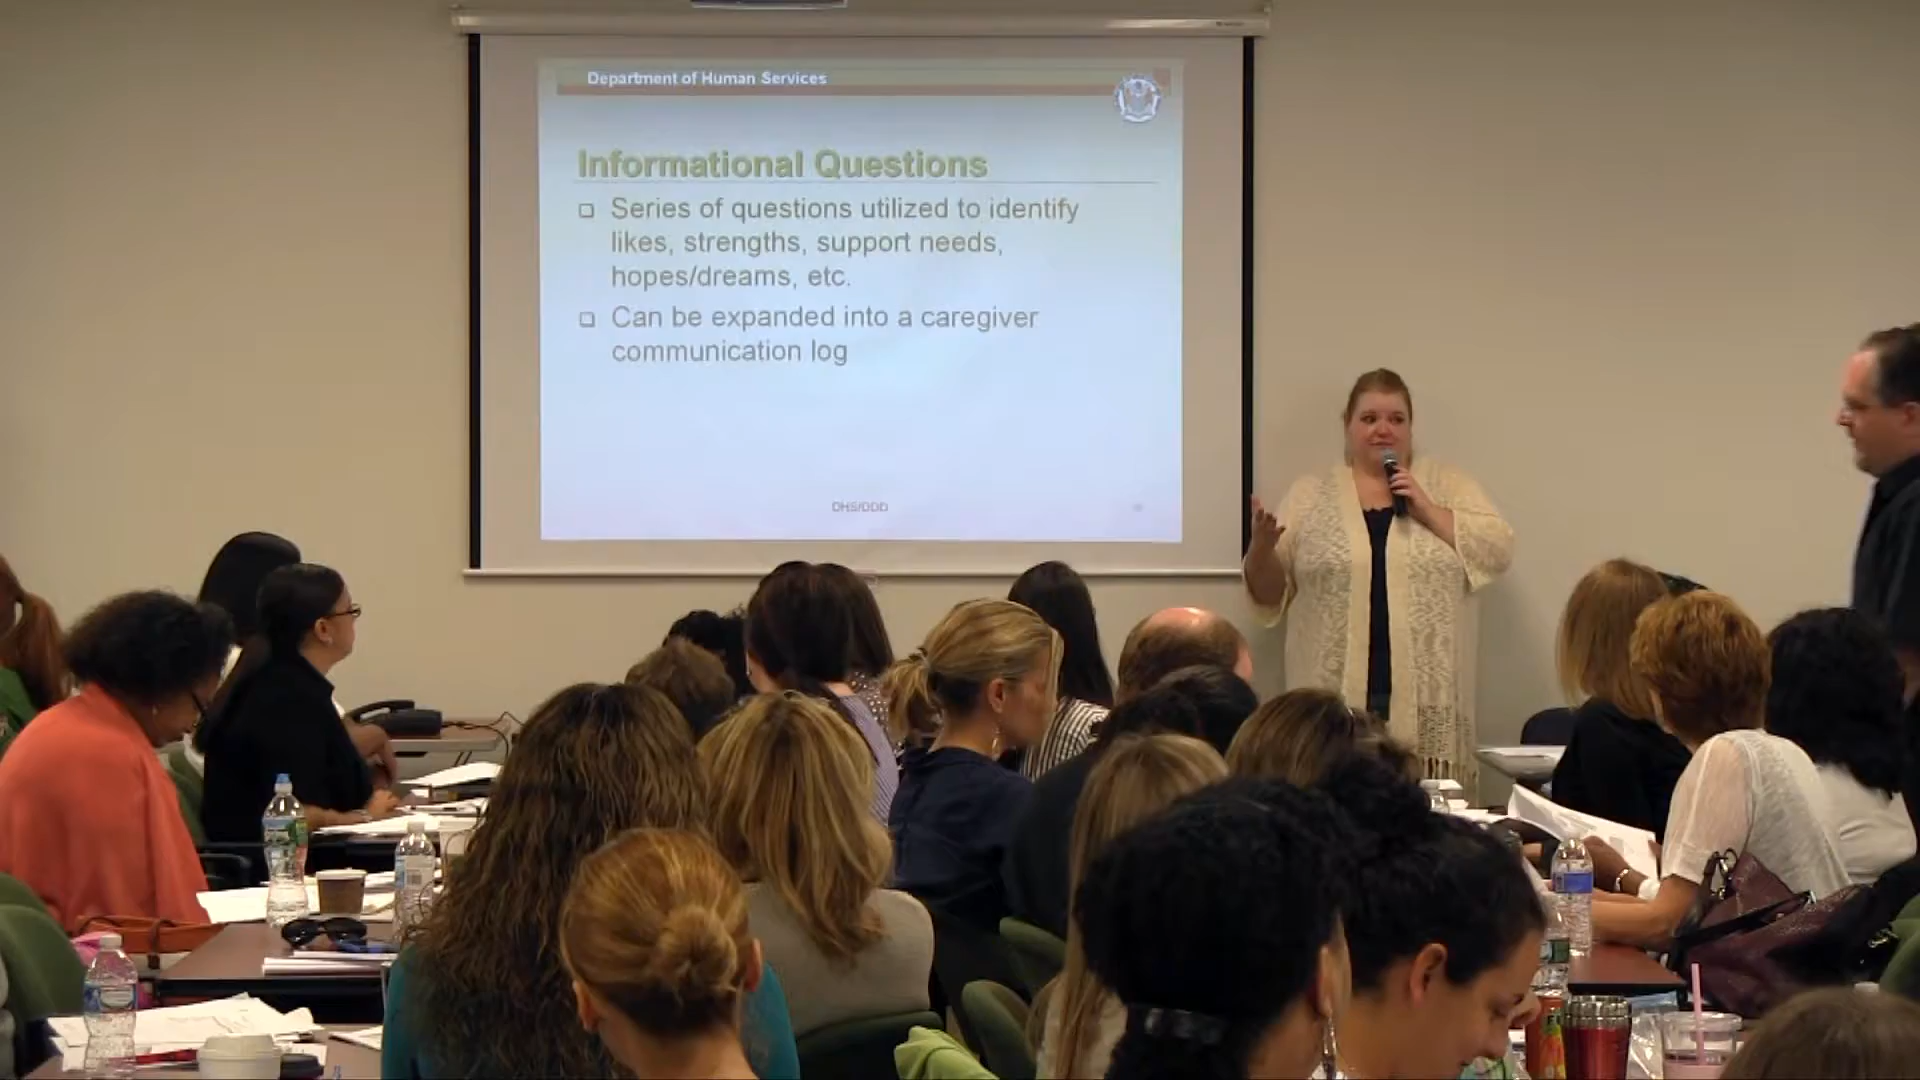 Department of Human Services
Informational Questions
Series of questions utilized to identify
likes, strengths, support needs,
hopes/dreams, etc.
Can be expanded into a caregiver
communication log
DHS/DDD